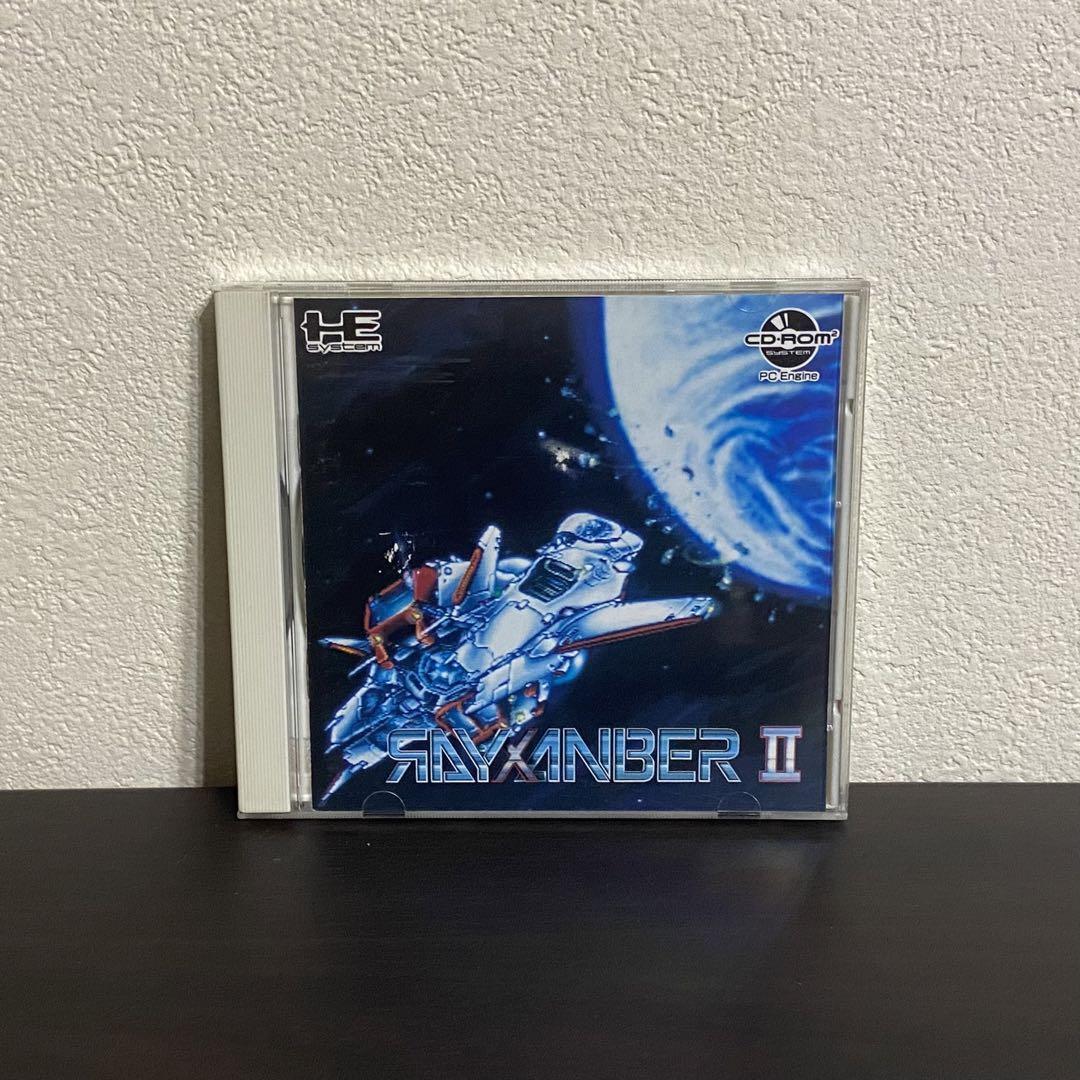 HE
system
CD·ROM²
SYSTEM
PC Engine
RAYXANBER II